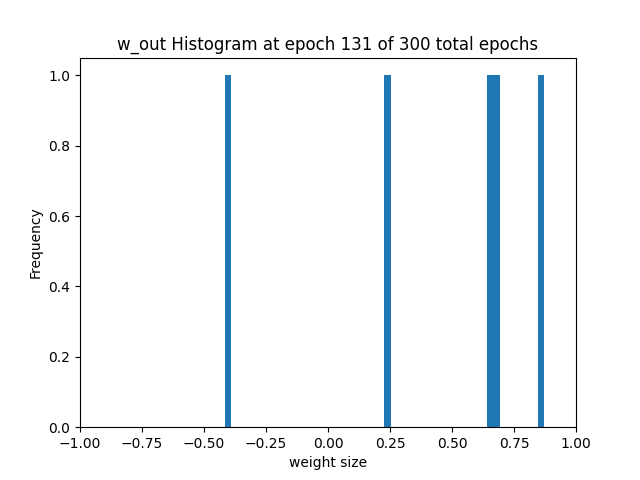 w_out Histogram at epoch 131 of 300 total epochs
1.0
0.8
0.6
0.4
0.2
0.0
Frequency
−1.00 −0.75 −0.50 −0.25 0.00 0.25 0.50 0.75 1.00
weight size